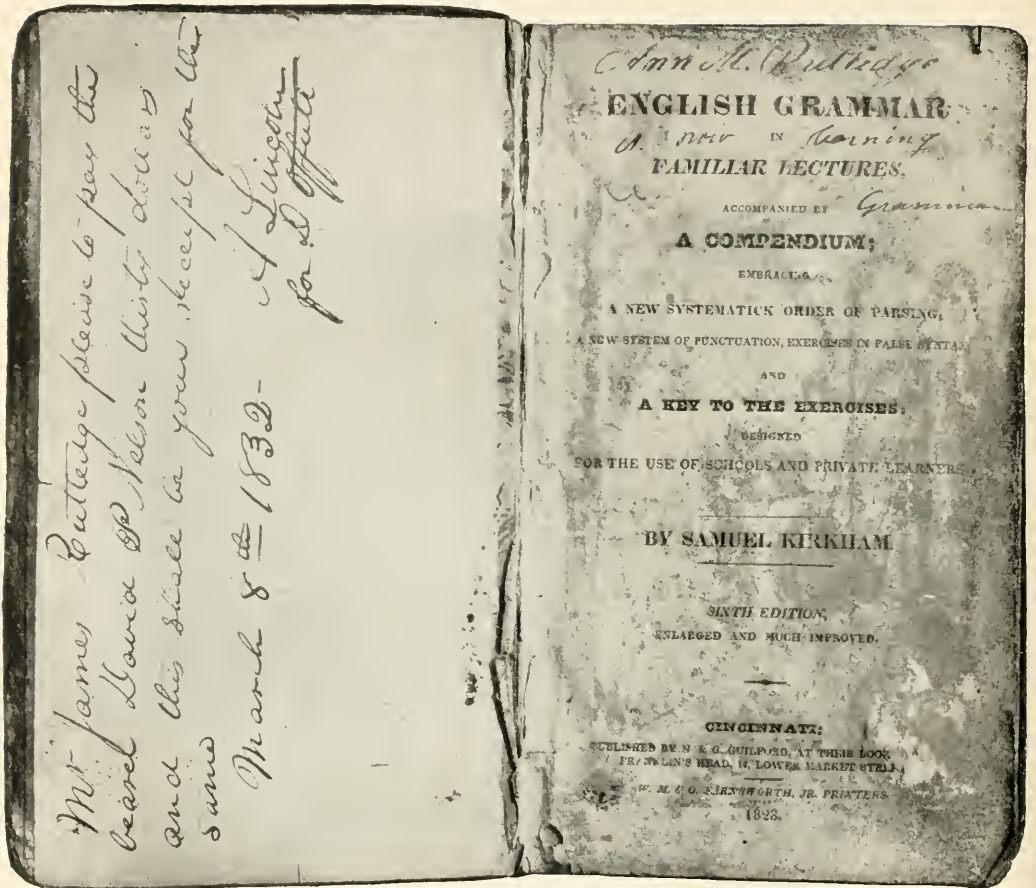 Mr James Rutledge please to pay the
bearer David P Nelson thirty dollars
and this shall be your receipt for the
same
March 8th 1832-
A Lincoln
for D Offutt
Ann M. Rutledge
ENGLISH GRAMMAR
is now IN learning
FAMILIAR LECTURES,
ACCOMPANIED BY Grammar
A COMPENDIUM;
EMBRACING
A NEW SYSTEMATICK ORDER OF PARSING,
A NEW SYSTEM OF PUNCTUATION, EXERCISES IN FALSE SYNTAX,
AND
A KEY TO THE EXERCISES:
DESIGNED
FOR THE USE OF SCHOOLS AND PRIVATE LEARNERS.
BY SAMUEL KIRKHAM.
SIXTH EDITION,
ENLARGED AND MUCH IMPROVED.
CINCINNATI:
PUBLISHED BY N. & G. GUILFORD, AT THEIR
FRANKLIN'S HEAD, LOWER MARKET
W. M. & O. FARNSWORTH, JR. PRINTERS.
1828.